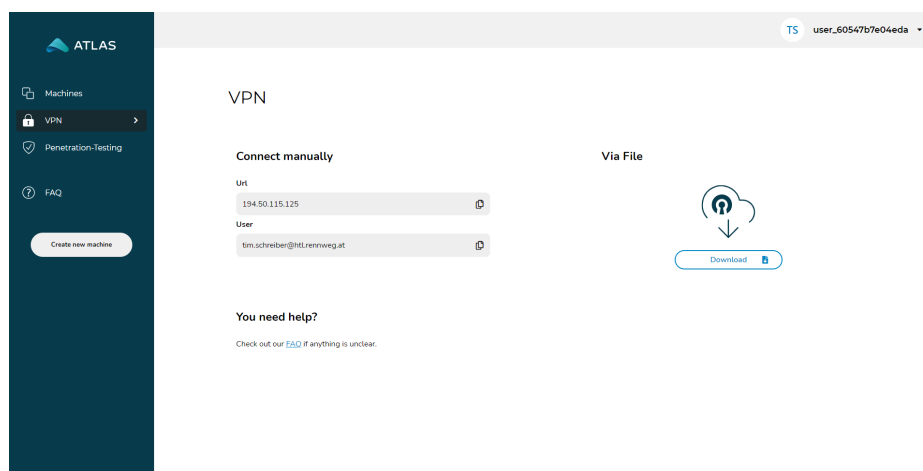 ATLAS
TS user_60547b7e04eda
Machines
VPN
Penetration-Testing
FAQ
Create new machine
VPN
Connect manually
Url
194.50.115.125
User
tim.schreiber@htl.rennweg.at
You need help?
Check out our FAQ if anything is unclear.
Via File
Download